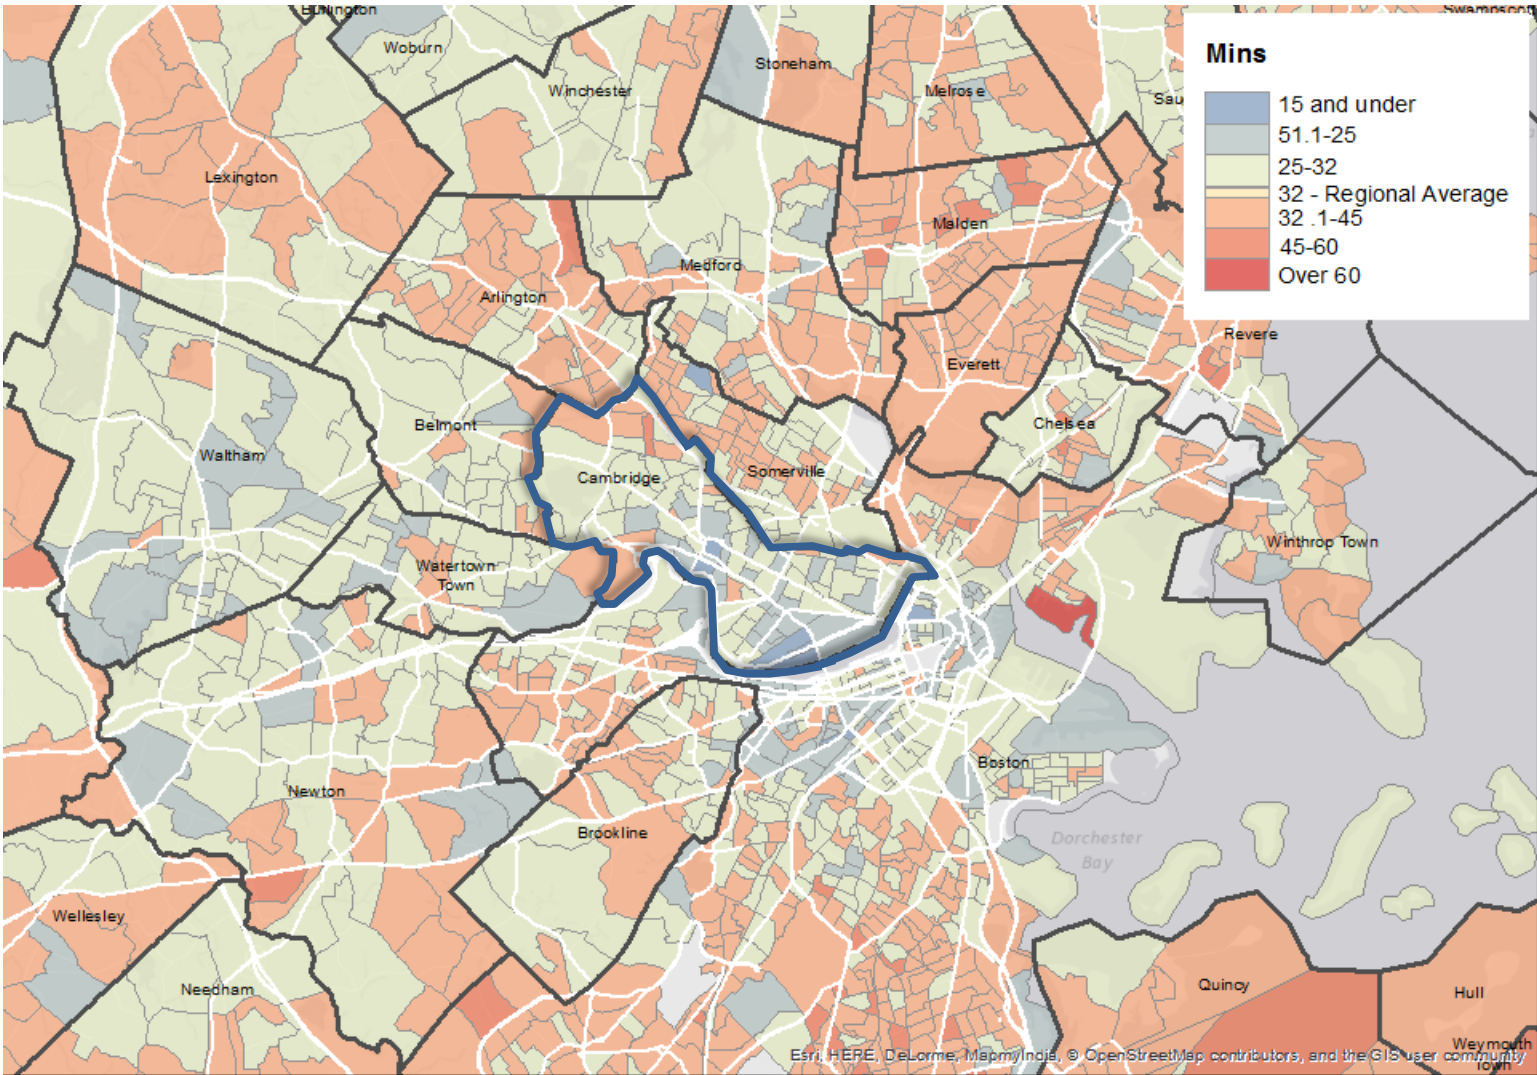 Burlington
Swampscott
Woburn
Stoneham
Winchester
Melrose
Sau
Mins
15 and under
51.1-25
25-32
32 - Regional Average
32 .1-45
45-60
Over 60
Lexington
Malden
Medford
Arlington
Revere
Everett
Belmont
Chelsea
Waltham
Cambridge
Somerville
Winthrop Town
Watertown
Town
Boston
Newton
Brookline
Dorchester
Bay
Wellesley
Needham
Quincy
Hull
Weymouth
Town
Esri, HERE, DeLorme, MapmyIndia, © OpenStreetMap contributors, and the GIS user community